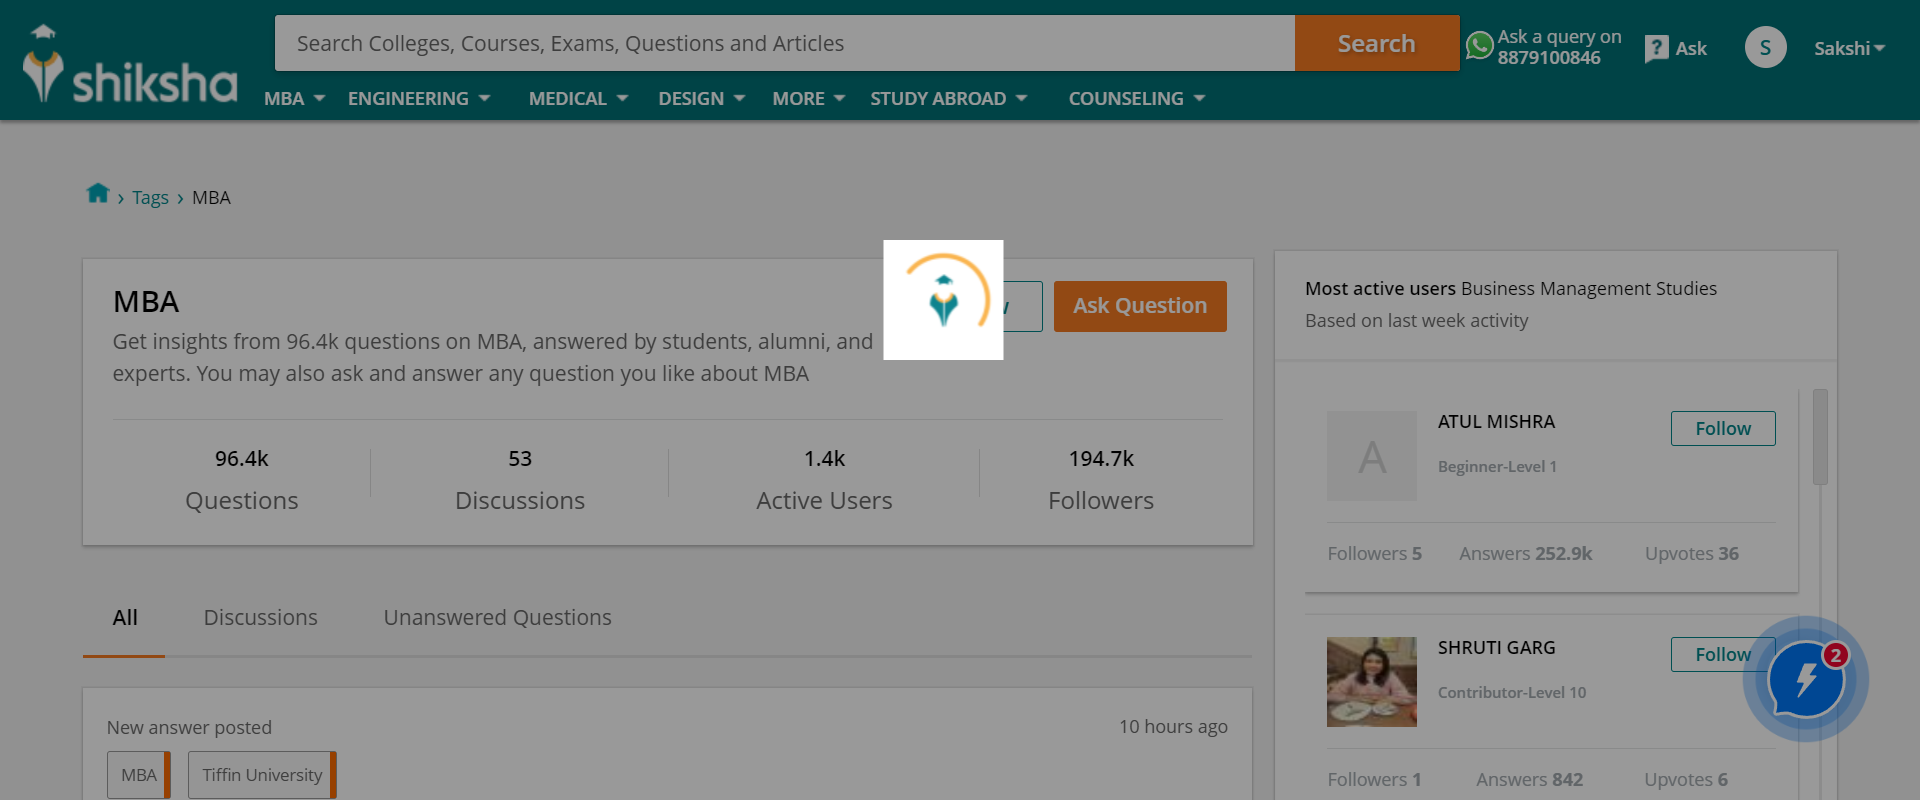 shiksha
Search Colleges, Courses, Exams, Questions and Articles
Search
Ask a query on
8879100846
? Ask
S
Sakshi
MBA
ENGINEERING
MEDICAL
DESIGN
MORE
STUDY ABROAD
COUNSELING
› Tags › MBA
MBA
Ask Question
Get insights from 96.4k questions on MBA, answered by students, alumni, and
experts. You may also ask and answer any question you like about MBA
96.4k
Questions
53
Discussions
1.4k
Active Users
194.7k
Followers
All
Discussions
Unanswered Questions
New answer posted
10 hours ago
MBA
Tiffin University
Most active users Business Management Studies
Based on last week activity
A
ATUL MISHRA
Follow
Beginner-Level 1
Followers 5
Answers 252.9k
Upvotes 36
SHRUTI GARG
Follow
Contributor-Level 10
2
Followers 1
Answers 842
Upvotes 6